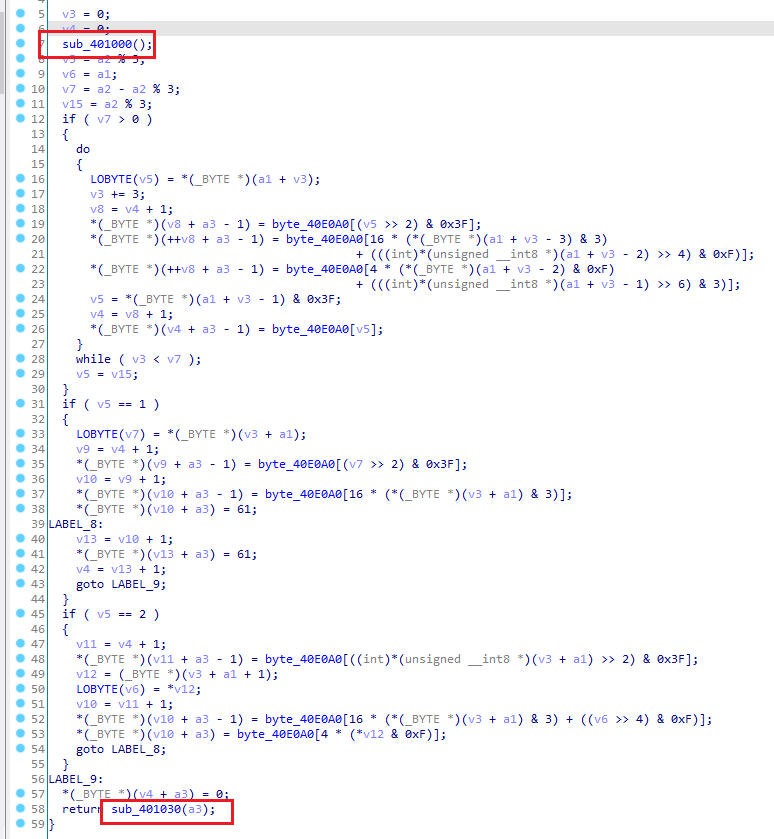 5 v3 = 0;
6 v4 = 0;
7 sub_401000();
8 v5 = a2 % 3;
9 v6 = a1;
10 v7 = a2 - a2 % 3;
11 v15 = a2 % 3;
12 if ( v7 > 0 )
13 {
14 do
15 {
16 LOBYTE(v5) = *(_BYTE *)(a1 + v3);
17 v3 += 3;
18 v8 = v4 + 1;
19 *(_BYTE *)(v8 + a3 - 1) = byte_40E0A0[(v5 >> 2) & 0x3F];
20 *(_BYTE *)(++v8 + a3 - 1) = byte_40E0A0[16 * (*(_BYTE *)(a1 + v3 - 3) & 3)
21 + (((int)*(unsigned __int8 *)(a1 + v3 - 2) >> 4) & 0xF)];
22 *(_BYTE *)(++v8 + a3 - 1) = byte_40E0A0[4 * (*(_BYTE *)(a1 + v3 - 2) & 0xF)
23 + (((int)*(unsigned __int8 *)(a1 + v3 - 1) >> 6) & 3)];
24 v5 = *(_BYTE *)(a1 + v3 - 1) & 0x3F;
25 v4 = v8 + 1;
26 *(_BYTE *)(v4 + a3 - 1) = byte_40E0A0[v5];
27 }
28 while ( v3 < v7 );
29 v5 = v15;
30 }
31 if ( v5 == 1 )
32 {
33 LOBYTE(v7) = *(_BYTE *)(v3 + a1);
34 v9 = v4 + 1;
35 *(_BYTE *)(v9 + a3 - 1) = byte_40E0A0[(v7 >> 2) & 0x3F];
36 v10 = v9 + 1;
37 *(_BYTE *)(v10 + a3 - 1) = byte_40E0A0[16 * (*(_BYTE *)(v3 + a1) & 3)];
38 *(_BYTE *)(v10 + a3) = 61;
39 LABEL_8:
40 v13 = v10 + 1;
41 *(_BYTE *)(v13 + a3) = 61;
42 v4 = v13 + 1;
43 goto LABEL_9;
44 }
45 if ( v5 == 2 )
46 {
47 v11 = v4 + 1;
48 *(_BYTE *)(v11 + a3 - 1) = byte_40E0A0[((int)*(unsigned __int8 *)(v3 + a1) >> 2) & 0x3F];
49 v12 = (_BYTE *)(v3 + a1 + 1);
50 LOBYTE(v6) = *v12;
51 v10 = v11 + 1;
52 *(_BYTE *)(v10 + a3 - 1) = byte_40E0A0[16 * (*(_BYTE *)(v3 + a1) & 3) + ((v6 >> 4) & 0xF)];
53 *(_BYTE *)(v10 + a3) = byte_40E0A0[4 * (*v12 & 0xF)];
54 goto LABEL_8;
55 }
56 LABEL_9:
57 *(_BYTE *)(v4 + a3) = 0;
58 return sub_401030(a3);
59 }